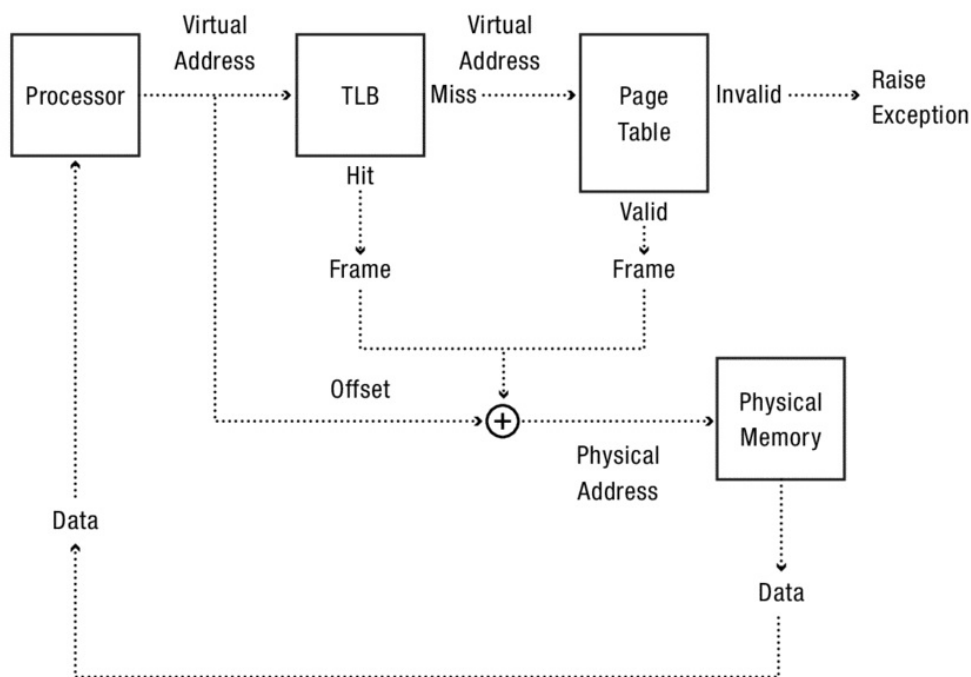 Virtual
Address
Virtual
Address
Processor
TLB
Miss
Page
Table
Invalid
Raise
Exception
Hit
Valid
Frame
Frame
Offset
Physical
Memory
Physical
Address
Data
Data